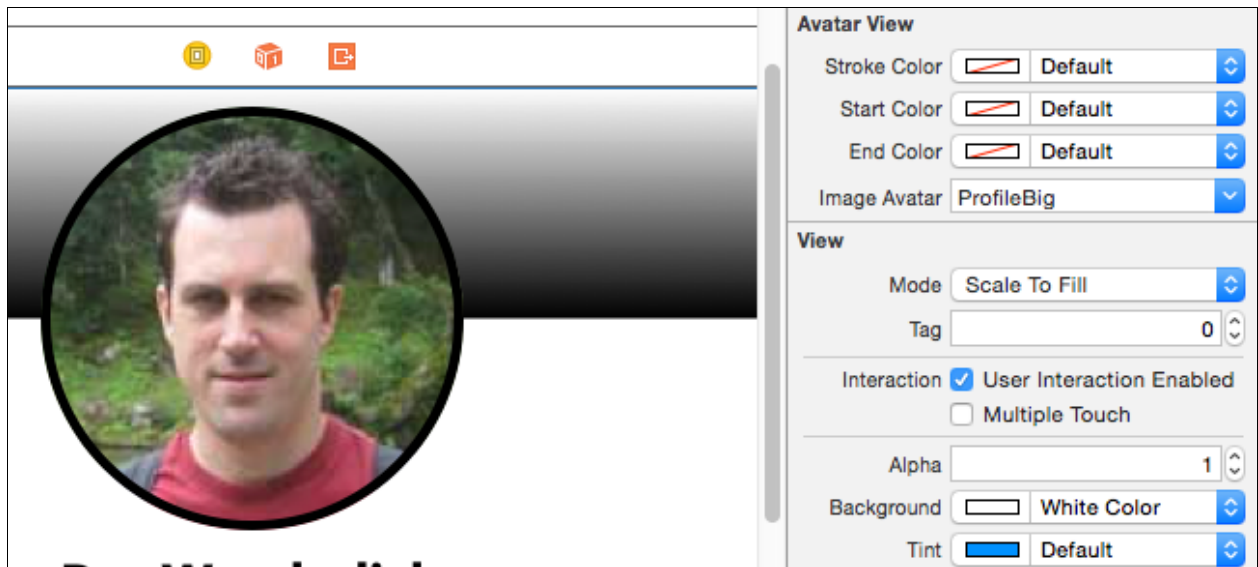 Avatar View
Stroke Color Default
Start Color Default
End Color Default
Image Avatar ProfileBig
View
Mode Scale To Fill
Tag 0
Interaction User Interaction Enabled
Multiple Touch
Alpha 1
Background White Color
Tint Default